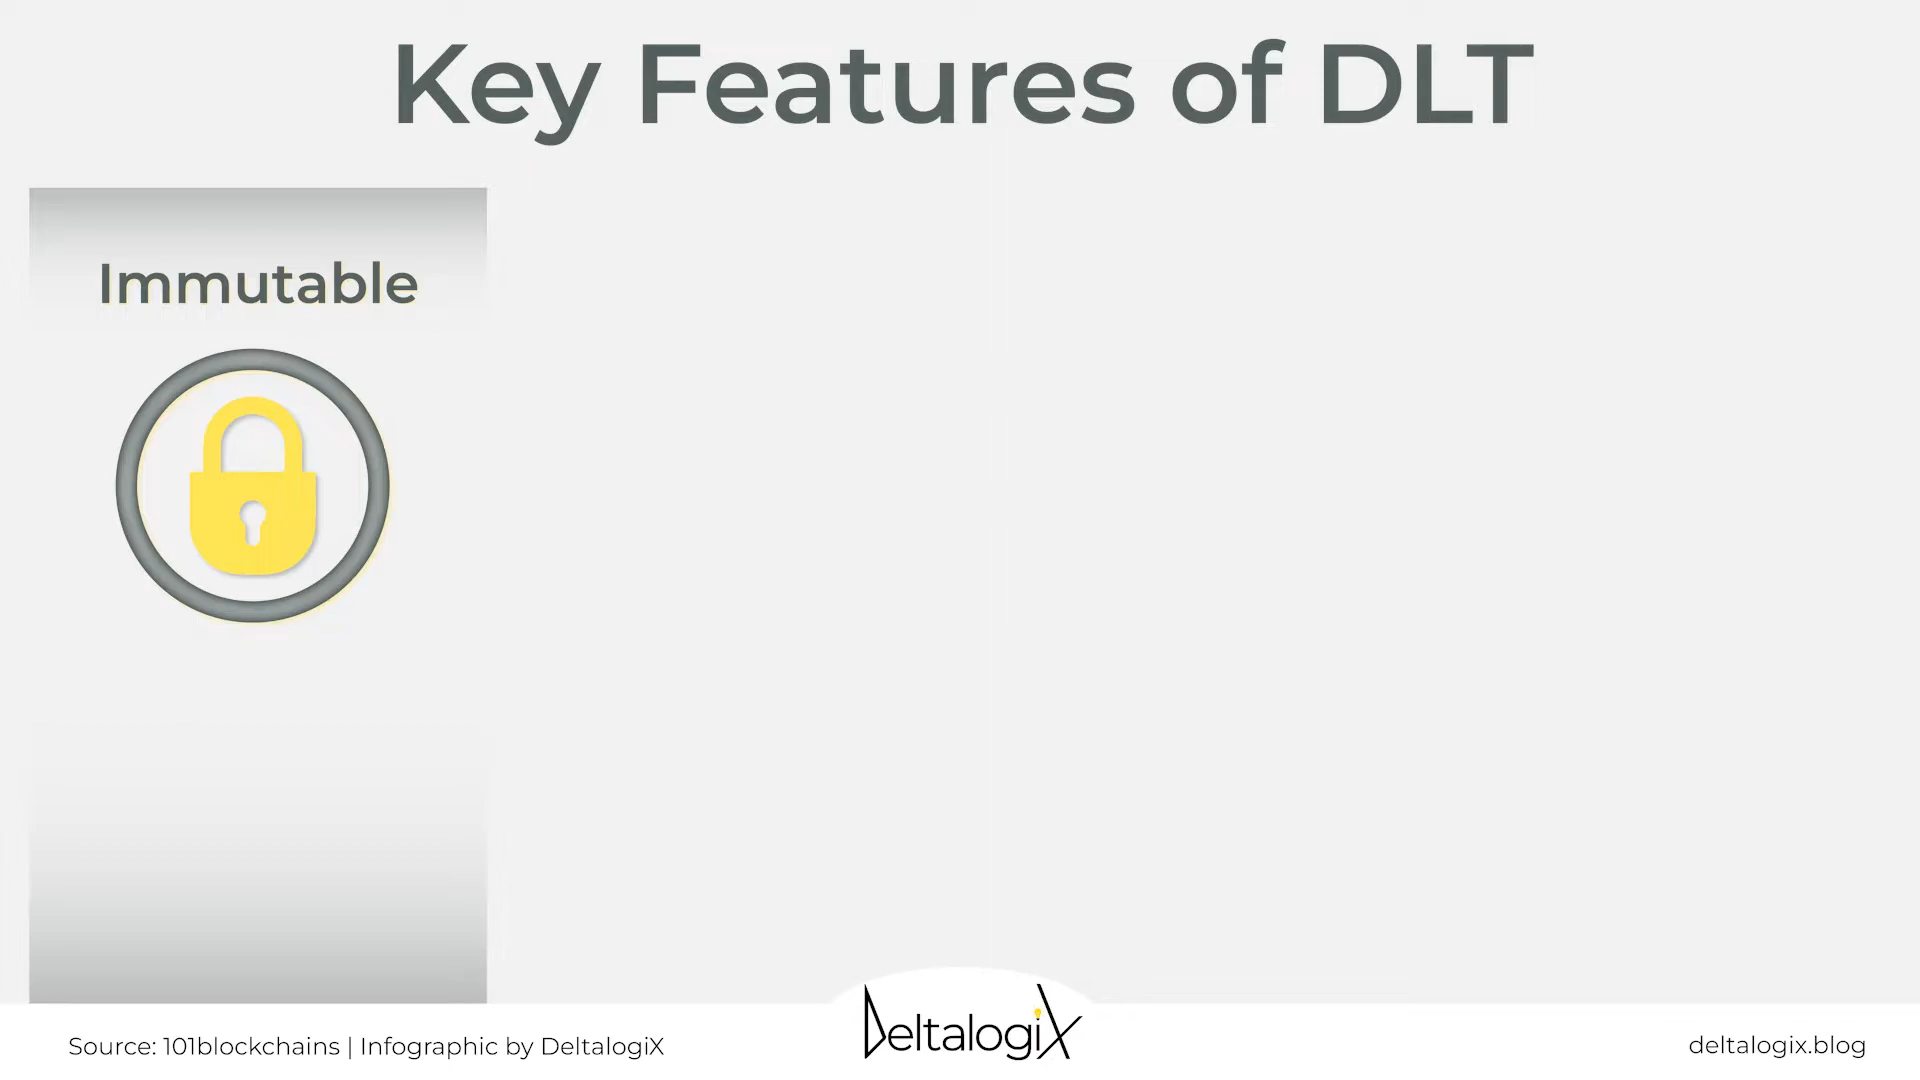 Key Features of DLT
Immutable
Source: 101blockchains | Infographic by DeltalogiX
DeltalogiX
deltalogix.blog